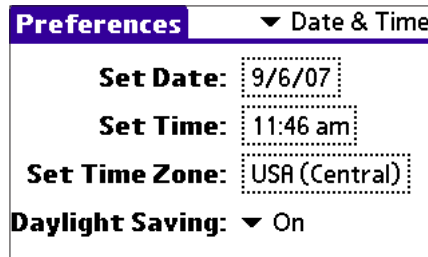 Preferences ▼ Date & Time
Set Date: 9/6/07
Set Time: 11:46 am
Set Time Zone: USA (Central)
Daylight Saving: ▼ On